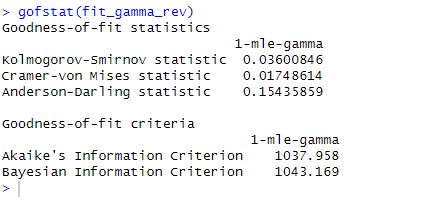 > gofstat(fit_gamma_rev)
Goodness-of-fit statistics
                             1-mle-gamma
Kolmogorov-Smirnov statistic  0.03600846
Cramer-von Mises statistic    0.01748614
Anderson-Darling statistic    0.15435859

Goodness-of-fit criteria
                               1-mle-gamma
Akaike's Information Criterion    1037.958
Bayesian Information Criterion    1043.169
>